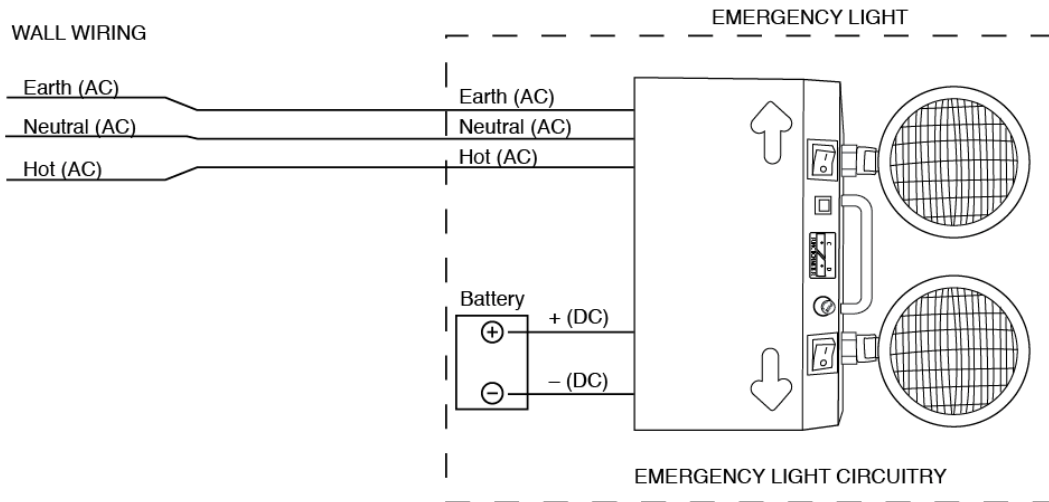 EMERGENCY LIGHT
WALL WIRING
Earth (AC)
Neutral (AC)
Hot (AC)
Earth (AC)
Neutral (AC)
Hot (AC)
Battery
+ (DC)
– (DC)
C
D
EMERGENCY LIGHT CIRCUITRY